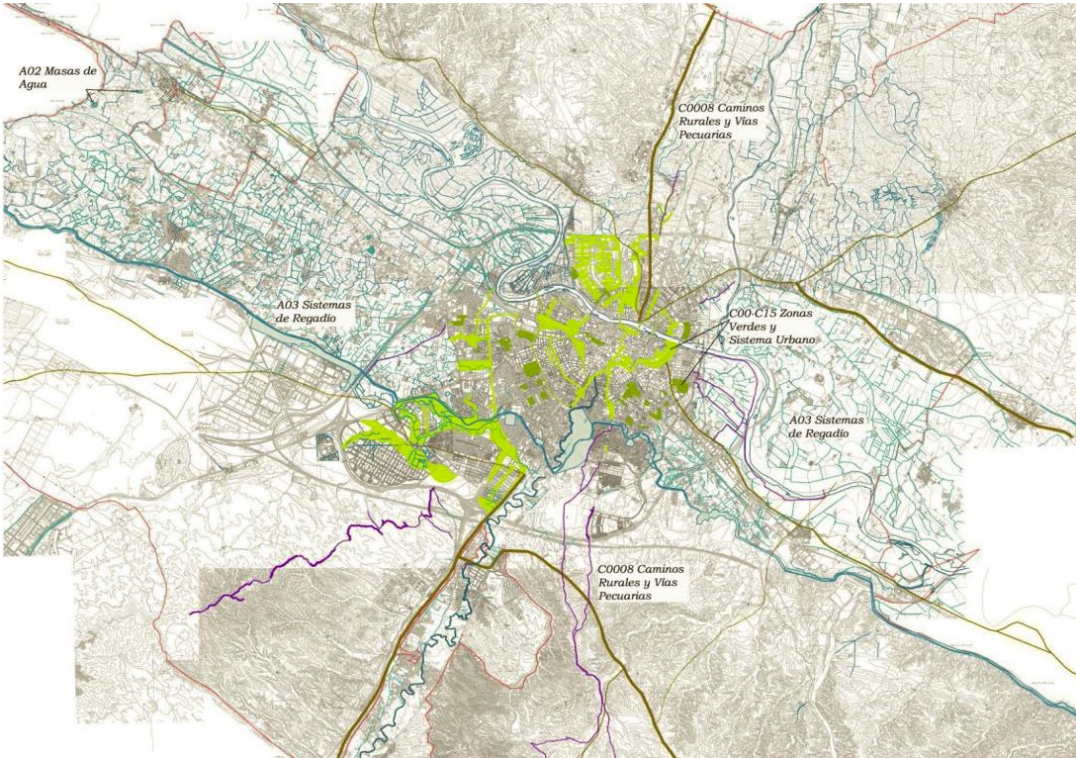 A02 Masas de
Agua
C0008 Caminos
Rurales y Vías
Pecuarias
A03 Sistemas
de Regadío
C00-C15 Zonas
Verdes y
Sistema Urbano
A03 Sistemas
de Regadío
C0008 Caminos
Rurales y Vías
Pecuarias